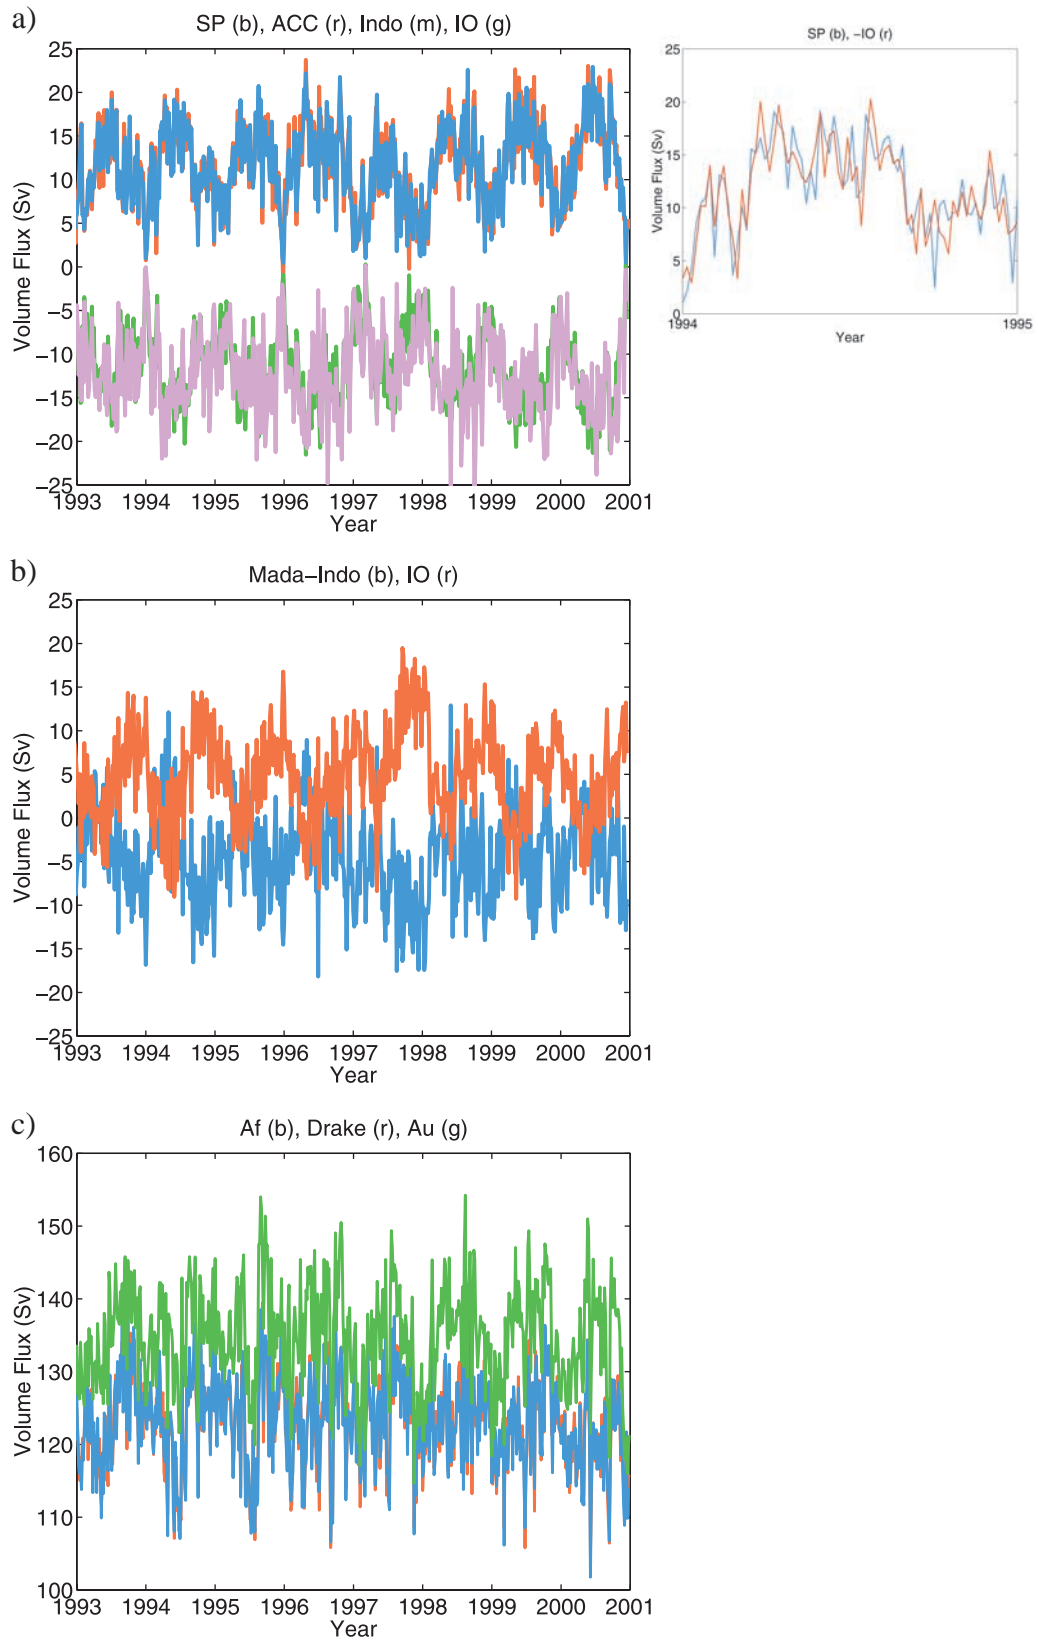 a)
SP (b), ACC (r), Indo (m), IO (g)
25
20
15
10
5
0
−5
−10
−15
−20
−25
Volume Flux (Sv)
1993 1994 1995 1996 1997 1998 1999 2000 2001
Year
SP (b), -IO (r)
25
20
15
10
5
0
Volume Flux (Sv)
1994 1995
Year
b)
Mada−Indo (b), IO (r)
25
20
15
10
5
0
−5
−10
−15
−20
−25
Volume Flux (Sv)
1993 1994 1995 1996 1997 1998 1999 2000 2001
Year
c)
Af (b), Drake (r), Au (g)
160
150
140
130
120
110
100
Volume Flux (Sv)
1993 1994 1995 1996 1997 1998 1999 2000 2001
Year